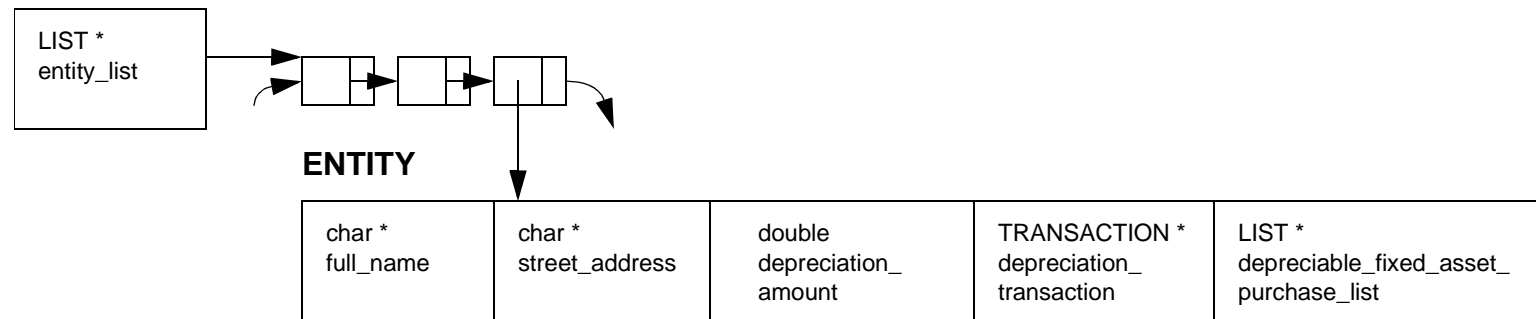 LIST *
entity_list
ENTITY
char *
full_name
char *
street_address
double
depreciation_
amount
TRANSACTION *
depreciation_
transaction
LIST *
depreciable_fixed_asset_
purchase_list